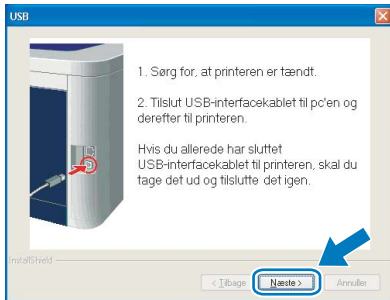 USB
1. Sørg for, at printeren er tændt.
2. Tilslut USB-interfacekablet til pc'en og
derefter til printeren.
Hvis du allerede har sluttet
USB-interfacekablet til printeren, skal du
tage det ud og tilslutte det igen.
InstallShield
< Tilbage Næste > Annuller